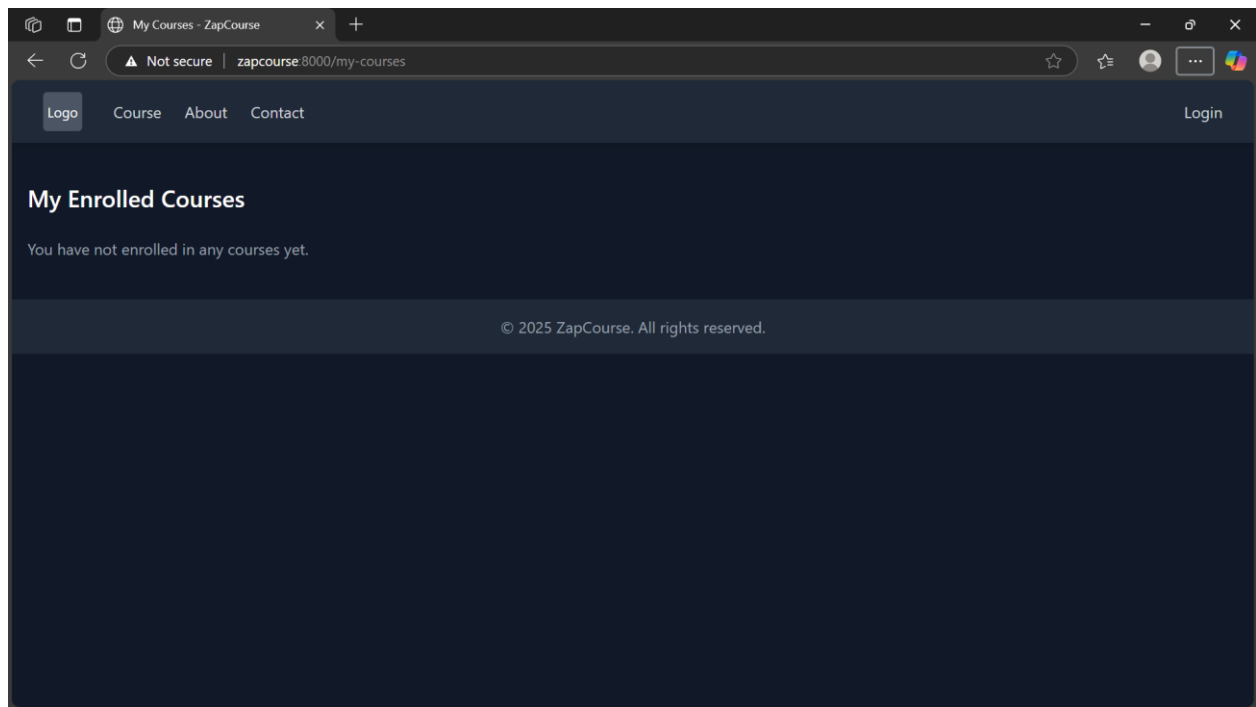 My Courses - ZapCourse
Not secure | zapcourse:8000/my-courses
Logo Course About Contact Login
My Enrolled Courses
You have not enrolled in any courses yet.
© 2025 ZapCourse. All rights reserved.